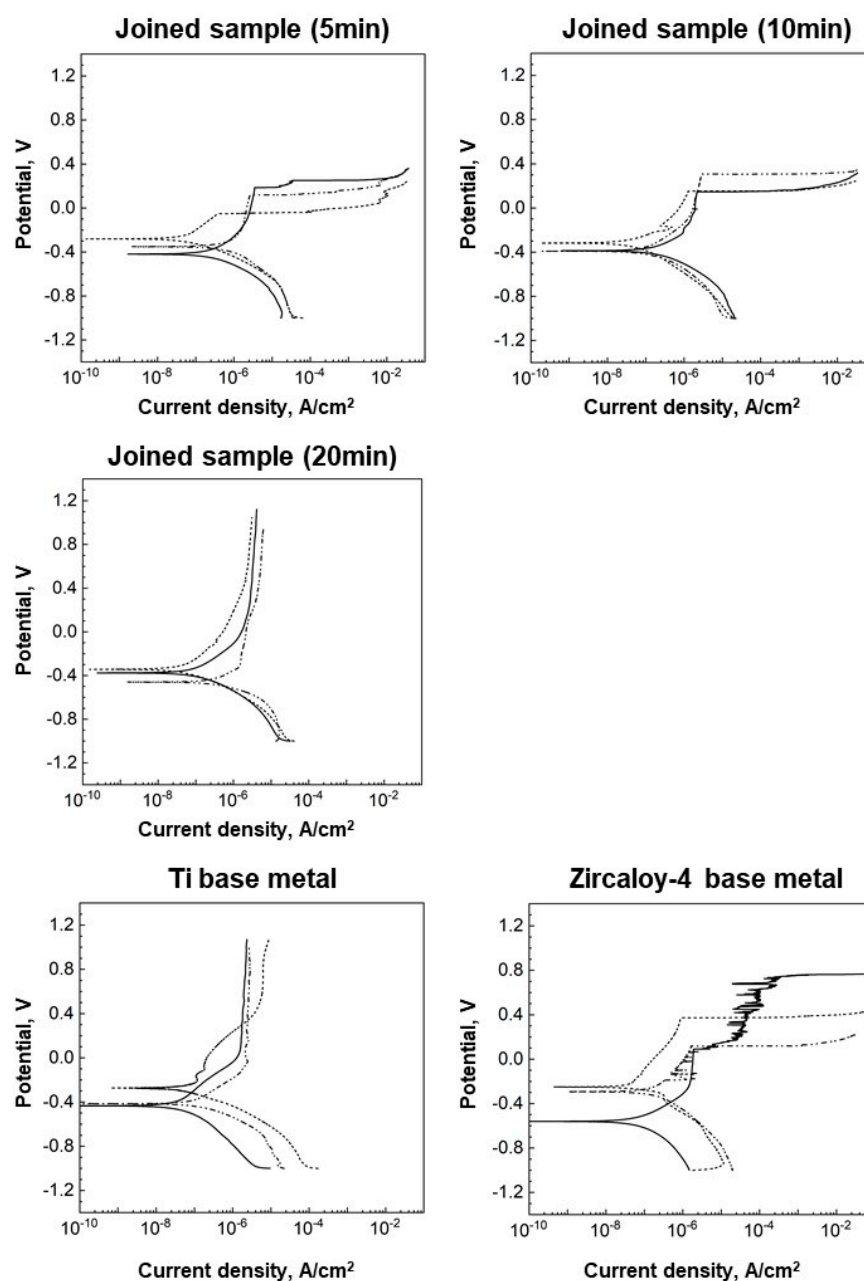 Joined sample (5min)
Potential, V
1.2
0.8
0.4
0.0
-0.4
-0.8
-1.2
10-10 10-8 10-6 10-4 10-2
Current density, A/cm2
Joined sample (10min)
Potential, V
1.2
0.8
0.4
0.0
-0.4
-0.8
-1.2
10-10 10-8 10-6 10-4 10-2
Current density, A/cm2
Joined sample (20min)
Potential, V
1.2
0.8
0.4
0.0
-0.4
-0.8
-1.2
10-10 10-8 10-6 10-4 10-2
Current density, A/cm2
Ti base metal
Potential, V
1.2
0.8
0.4
0.0
-0.4
-0.8
-1.2
10-10 10-8 10-6 10-4 10-2
Current density, A/cm2
Zircaloy-4 base metal
Potential, V
1.2
0.8
0.4
0.0
-0.4
-0.8
-1.2
10-10 10-8 10-6 10-4 10-2
Current density, A/cm2